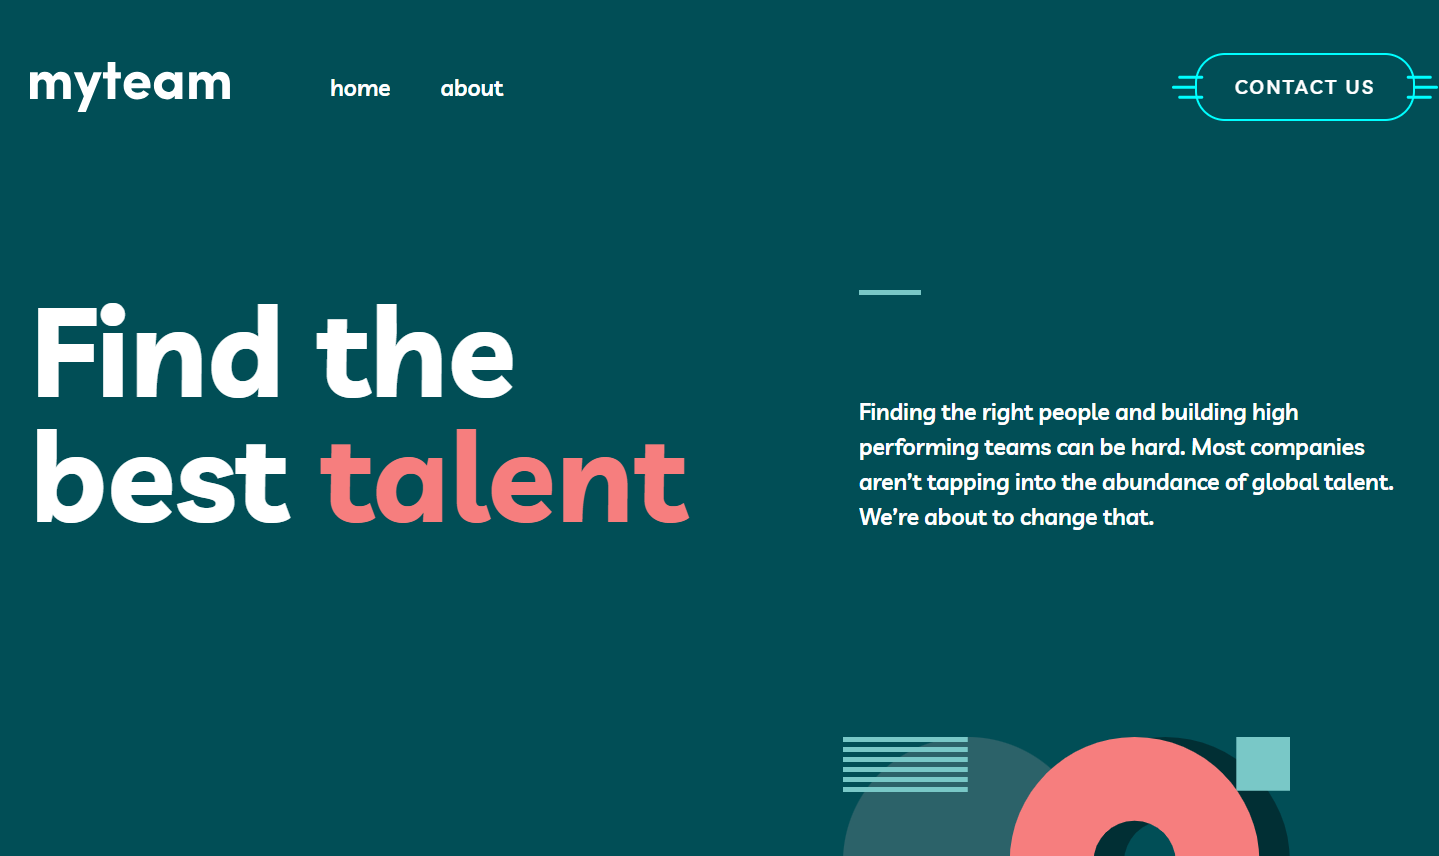 myteam
home
about
CONTACT US
Find the
best talent
Finding the right people and building high
performing teams can be hard. Most companies
aren’t tapping into the abundance of global talent.
We’re about to change that.